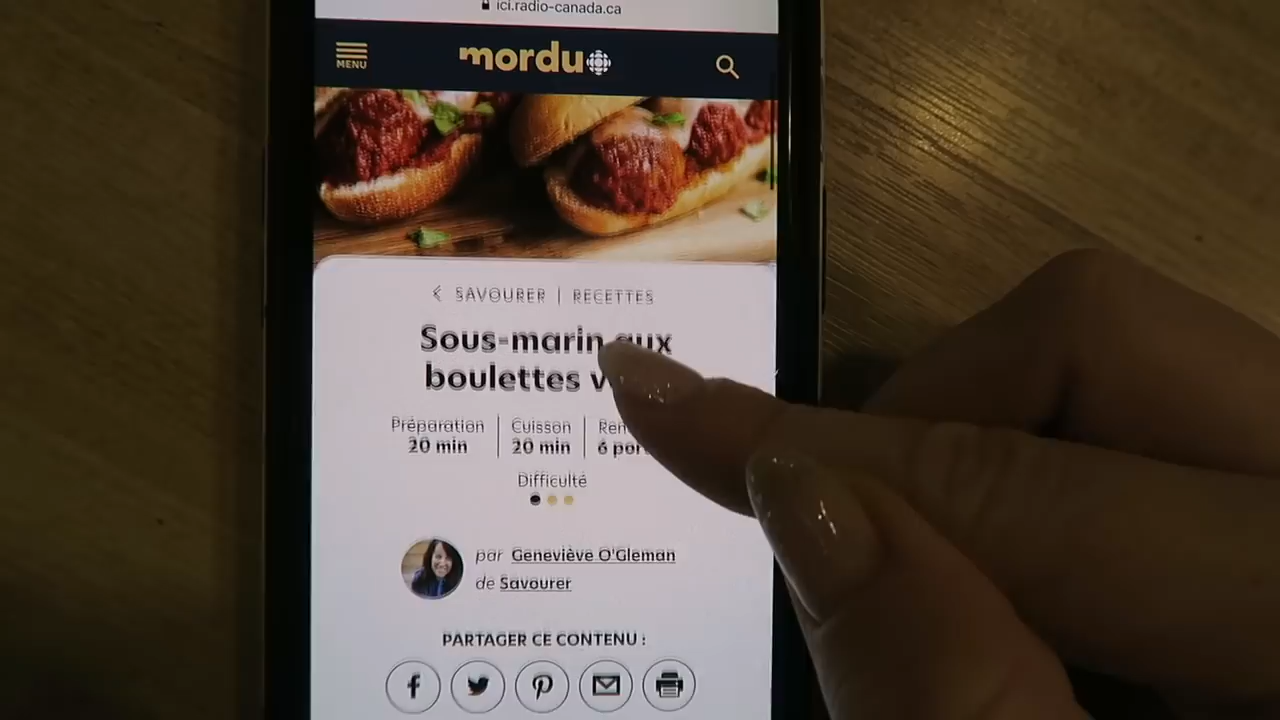 ici.radio-canada.ca
MENU
mordu
< SAVOURER | RECETTES
Sous-marin aux
boulettes
Préparation
20 min
Cuisson
20 min
6
Difficulté
par Geneviève O'Gleman
de Savourer
PARTAGER CE CONTENU :